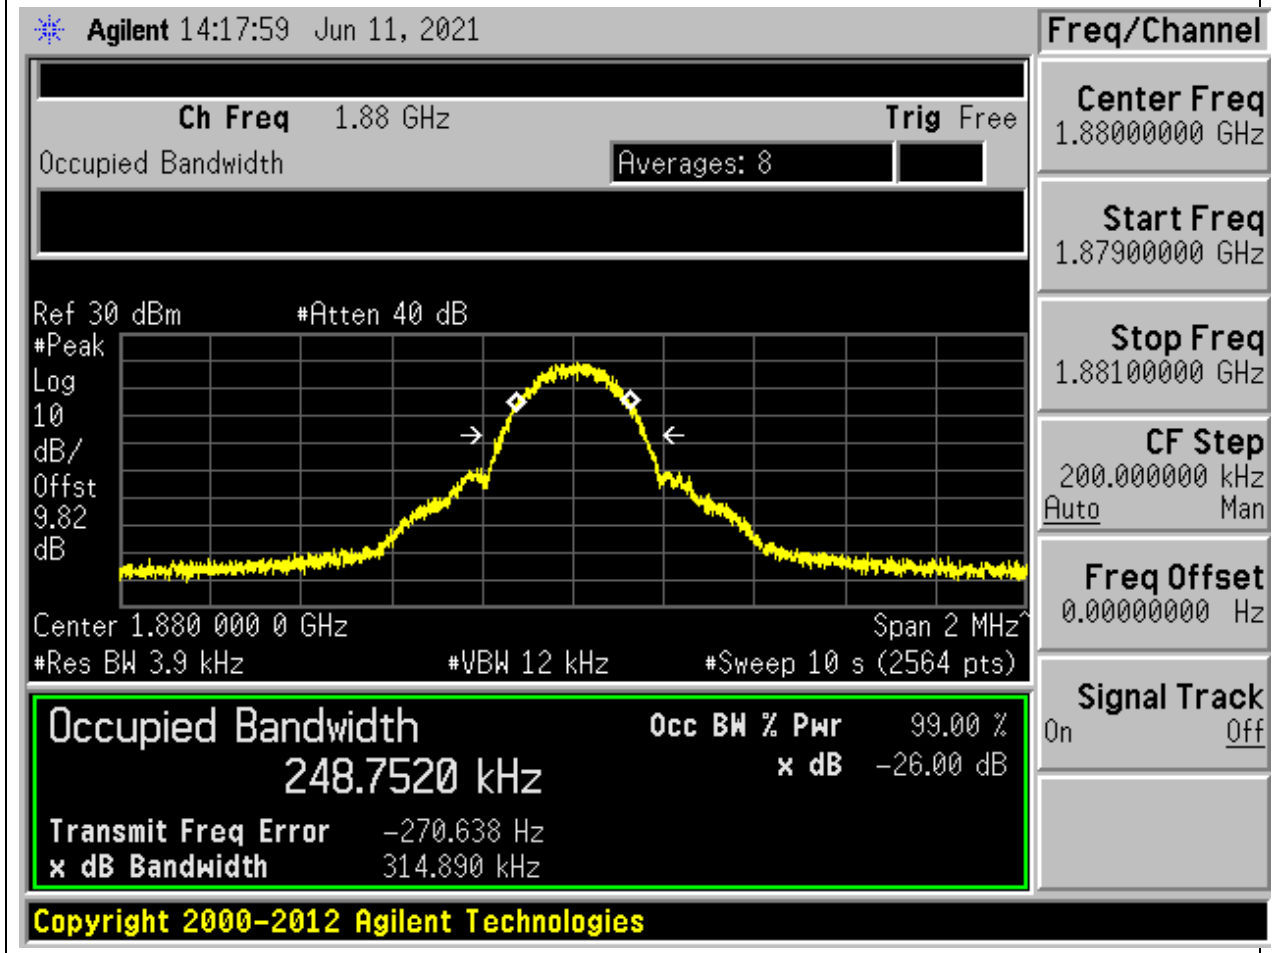 Agilent 14:17:59 Jun 11, 2021
Freq/Channel
Ch Freq 1.88 GHz Trig Free
Occupied Bandwidth Averages: 8
Center Freq
1.88000000 GHz
Start Freq
1.87900000 GHz
Stop Freq
1.88100000 GHz
CF Step
200.000000 kHz
Auto Man
Freq Offset
0.00000000 Hz
Signal Track
On Off
Ref 30 dBm #Atten 40 dB
#Peak
Log
10
dB/
Offst
9.82
dB
Center 1.880 000 0 GHz Span 2 MHz^
#Res BW 3.9 kHz #VBW 12 kHz #Sweep 10 s (2564 pts)
Occupied Bandwidth Occ BW % Pwr 99.00 %
248.7520 kHz x dB -26.00 dB
Transmit Freq Error -270.638 Hz
x dB Bandwidth 314.890 kHz
Copyright 2000-2012 Agilent Technologies